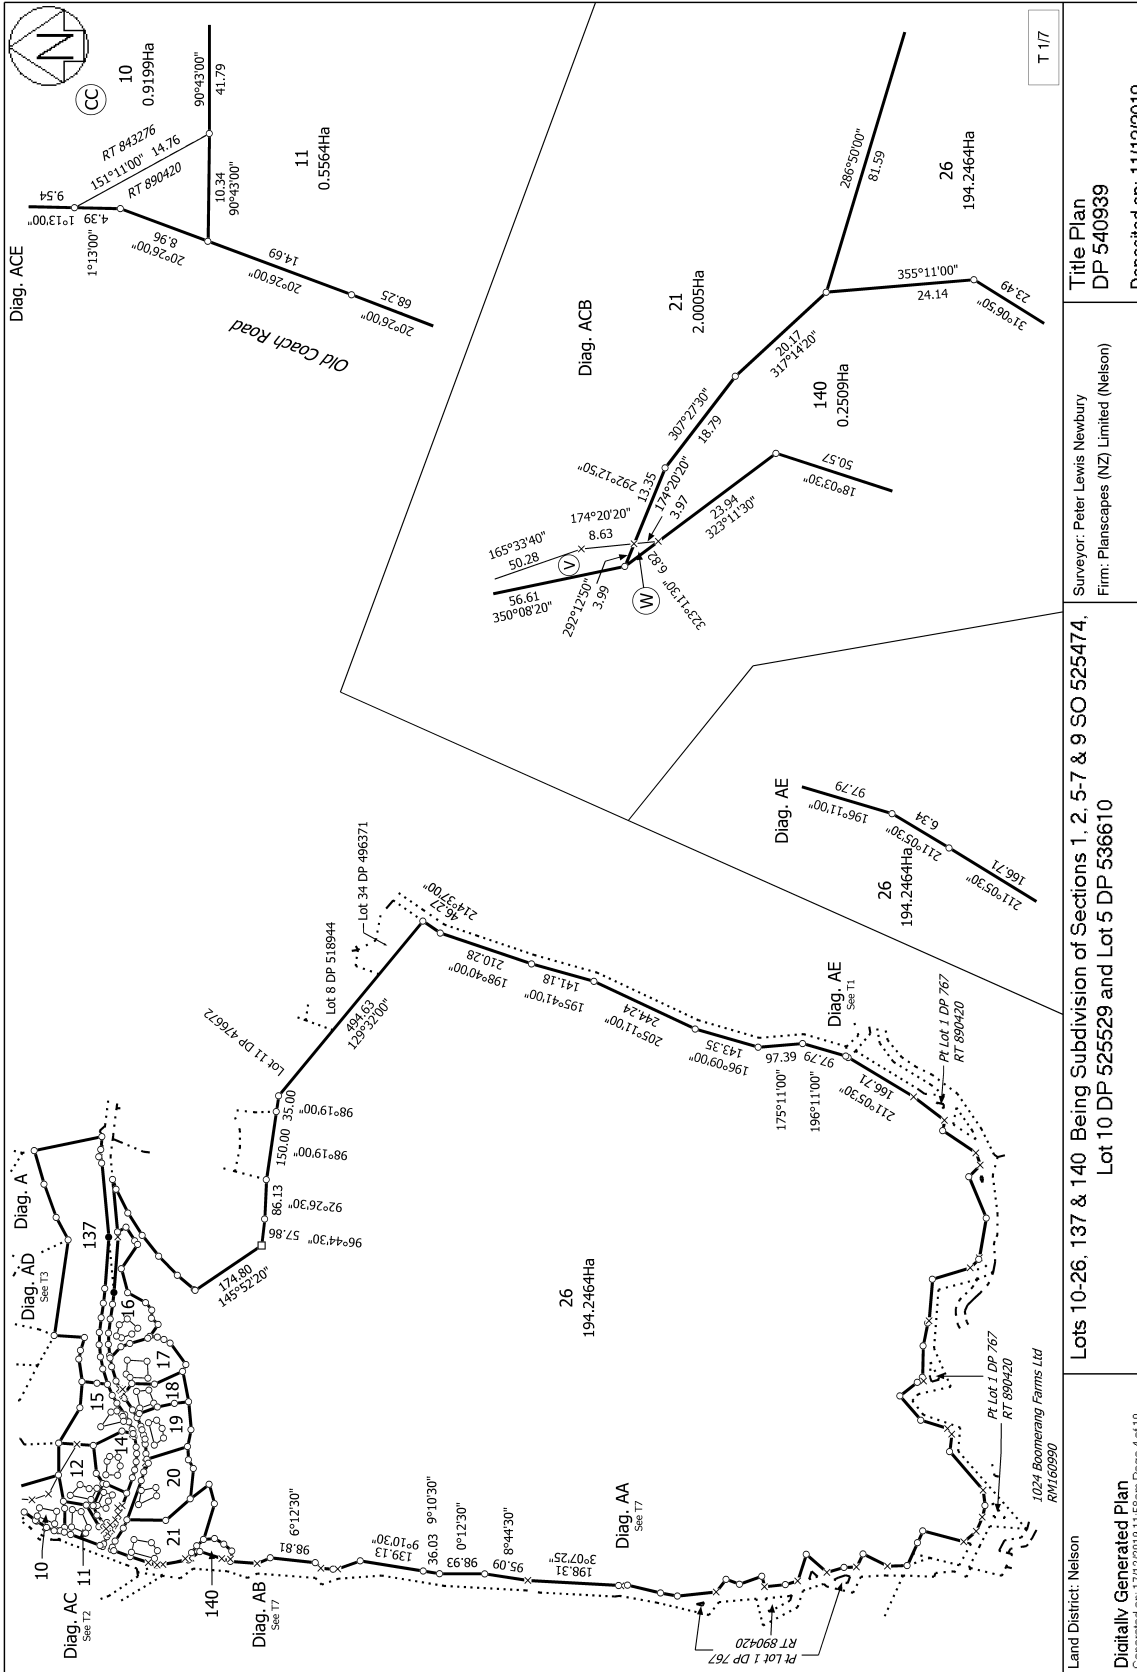 Diag. ACE
N
CC
10
0.9199Ha
90°43'00"
41.79
RT 843276
151°11'00" 14.76
RT 890420
9.54
1°13'00"
4.39
1°13'00"
8.96
20°26'00"
10.34
90°43'00"
11
0.5564Ha
14.69
20°26'00"
68.25
20°26'00"
Old Coach Road
Diag. ACB
21
2.0005Ha
286°50'00"
81.59
26
194.2464Ha
355°11'00"
24.14
23.49
31°06'50"
20.17
317°14'20"
140
0.2509Ha
307°27'30"
18.79
292°12'50"
13.35
174°20'20"
3.97
174°20'20"
8.63
165°33'40"
50.28
V
56.61
350°08'20"
292°12'50"
3.99
W
6.82
323°11'30"
23.94
323°11'30"
50.57
18°03'30"
Diag. AE
97.79
196°11'00"
6.34
211°05'30"
166.71
211°05'30"
26
194.2464Ha
Diag. A
Diag. AD
See T3
137
Lot 11 DP 476672
Lot 8 DP 518944
Lot 34 DP 496371
174.80
145°52'20"
57.86
96°44'30"
86.13
92°26'30"
150.00
98°19'00"
35.00
98°19'00"
494.63
129°32'00"
46.27
214°37'00"
210.28
198°40'00"
141.18
195°41'00"
244.24
205°11'00"
143.35
196°09'00"
97.66
175°11'00"
97.79
196°11'00"
166.71
211°05'30"
Diag. AE
See T1
Pt Lot 1 DP 767
RT 890420
26
194.2464Ha
10
11
12
14
15
16
17
18
19
20
21
140
Diag. AC
See T2
Diag. AB
See T7
6°12'30"
98.81
139.13
9°10'30"
36.03 9°10'30"
0°12'30"
98.93
8°44'30"
95.09
198.31
3°07'25"
Diag. AA
See T7
Pt Lot 1 DP 767
RT 890420
Pt Lot 1 DP 767
RT 890420
1024 Boomerang Farms Ltd
RM160990
T 1/7
Land District: Nelson
Digitally Generated Plan
Lots 10-26, 137 & 140 Being Subdivision of Sections 1, 2, 5-7 & 9 SO 525474,
Lot 10 DP 525529 and Lot 5 DP 536610
Surveyor: Peter Lewis Newbury
Firm: Planscapes (NZ) Limited (Nelson)
Title Plan
DP 540939
Deposited on: 11/12/2019